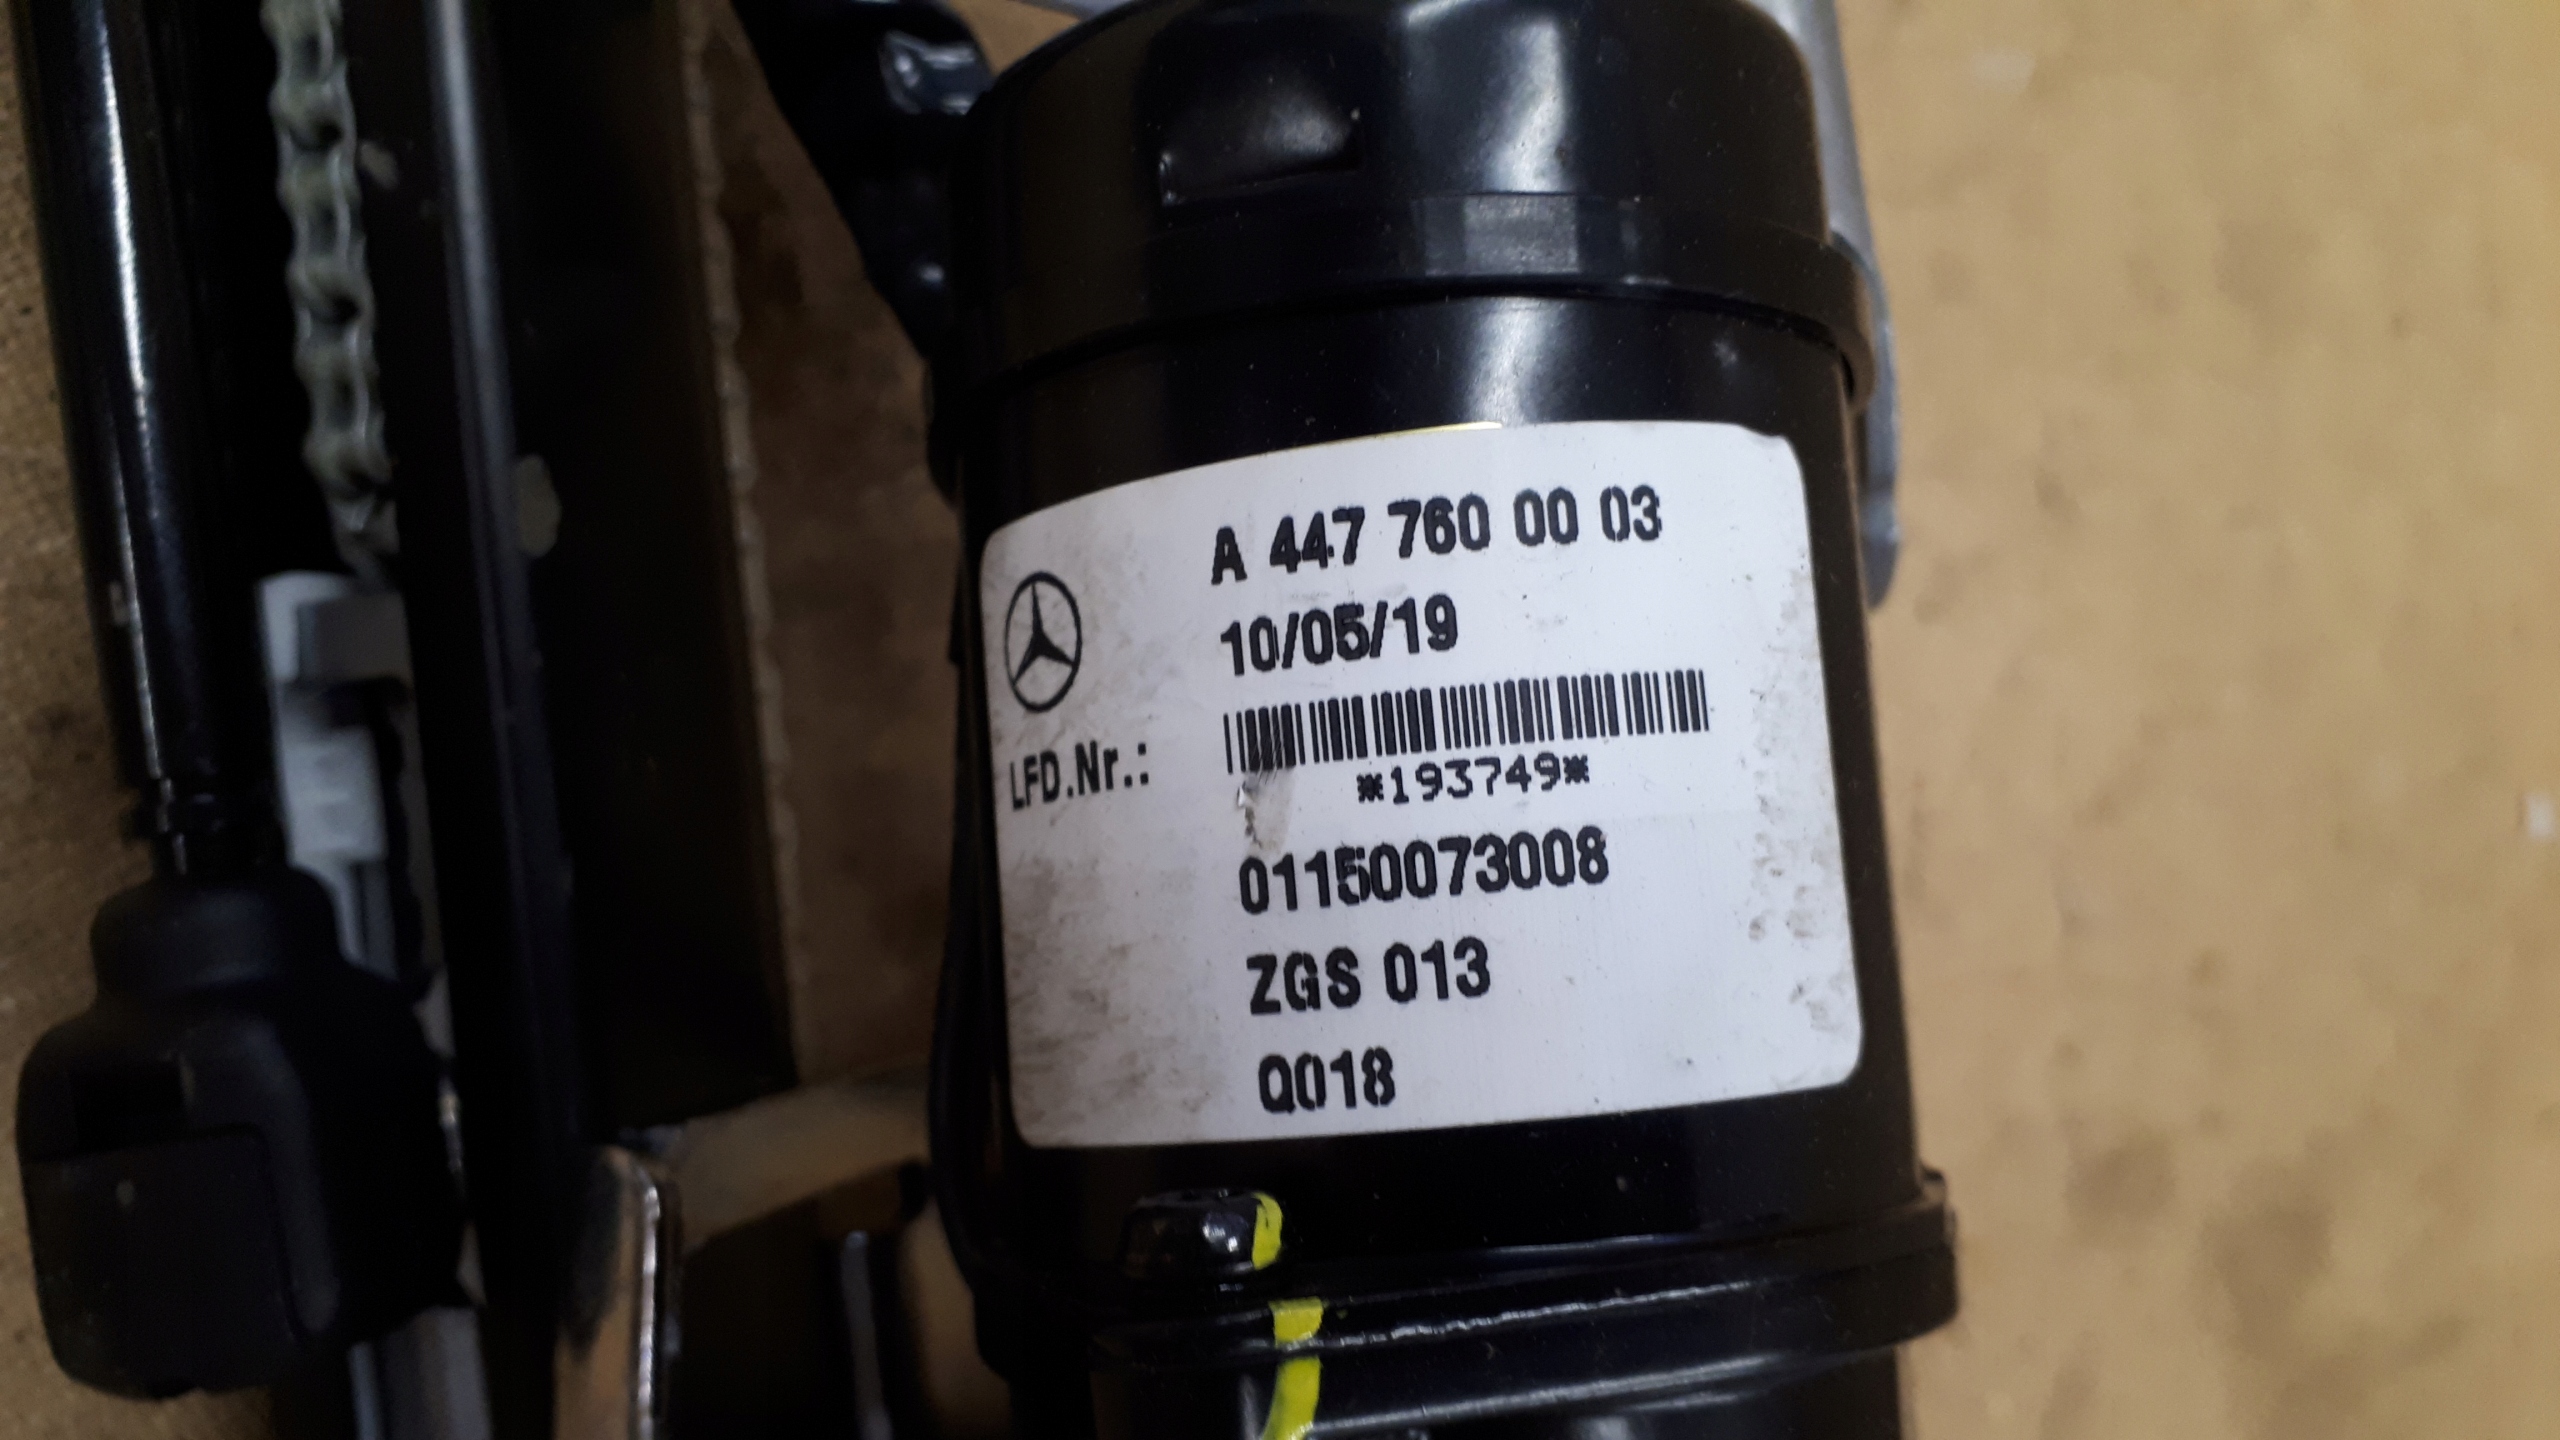 A 447 760 00 03
10/05/19
LFD.Nr.:
*193749*
01150073008
ZGS 013
Q018